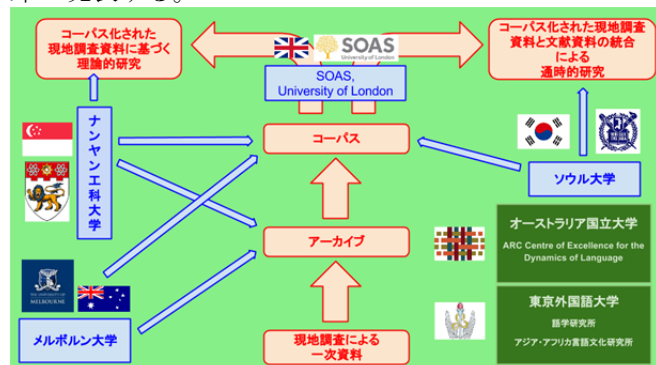 表する。
コーパス化された
現地調査資料に基づく
理論的研究
SOAS
University of London
SOAS,
University of London
コーパス化された現地調査
資料と文献資料の統合
による
通時的研究
ナンヤン工科大学
コーパス
ソウル大学
アーカイブ
オーストラリア国立大学
ARC Centre of Excellence for the
Dynamics of Language
THE UNIVERSITY OF
MELBOURNE
メルボルン大学
現地調査による
一次資料
東京外国語大学
語学研究所
アジア・アフリカ言語文化研究所